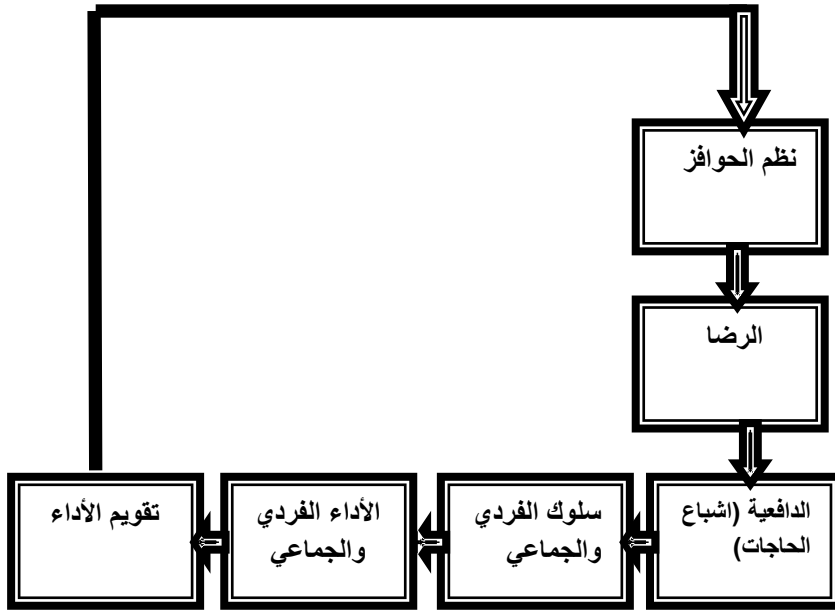 نظم الحوافز
الرضا
الدافعية (اشباع
الحاجات)
سلوك الفردي
والجماعي
الأداء الفردي
والجماعي
تقويم الأداء